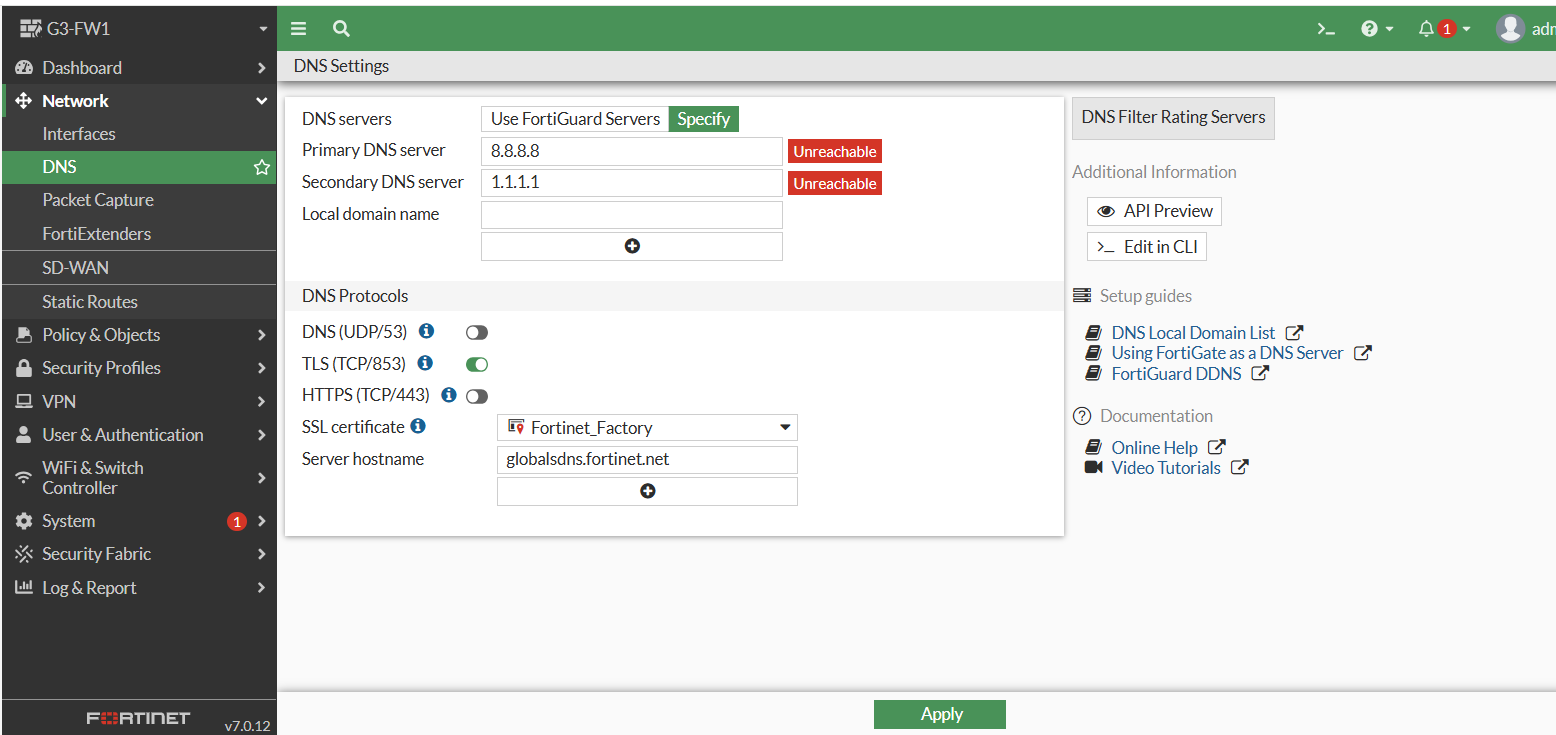 G3-FW1
1
adm
Dashboard
Network
Interfaces
DNS
Packet Capture
FortiExtenders
SD-WAN
Static Routes
Policy & Objects
Security Profiles
VPN
User & Authentication
WiFi & Switch
Controller
System 1
Security Fabric
Log & Report
FORTINET v7.0.12
DNS Settings
DNS servers Use FortiGuard Servers Specify
Primary DNS server 8.8.8.8 Unreachable
Secondary DNS server 1.1.1.1 Unreachable
Local domain name
DNS Protocols
DNS (UDP/53)
TLS (TCP/853)
HTTPS (TCP/443)
SSL certificate Fortinet_Factory
Server hostname globalsdns.fortinet.net
Apply
DNS Filter Rating Servers
Additional Information
API Preview
>_ Edit in CLI
Setup guides
DNS Local Domain List
Using FortiGate as a DNS Server
FortiGuard DDNS
Documentation
Online Help
Video Tutorials